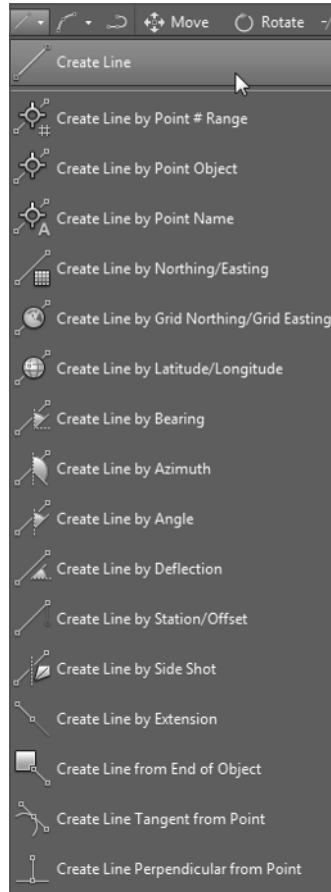 Move Rotate
Create Line
Create Line by Point # Range
Create Line by Point Object
Create Line by Point Name
Create Line by Northing/Easting
Create Line by Grid Northing/Grid Easting
Create Line by Latitude/Longitude
Create Line by Bearing
Create Line by Azimuth
Create Line by Angle
Create Line by Deflection
Create Line by Station/Offset
Create Line by Side Shot
Create Line by Extension
Create Line from End of Object
Create Line Tangent from Point
Create Line Perpendicular from Point